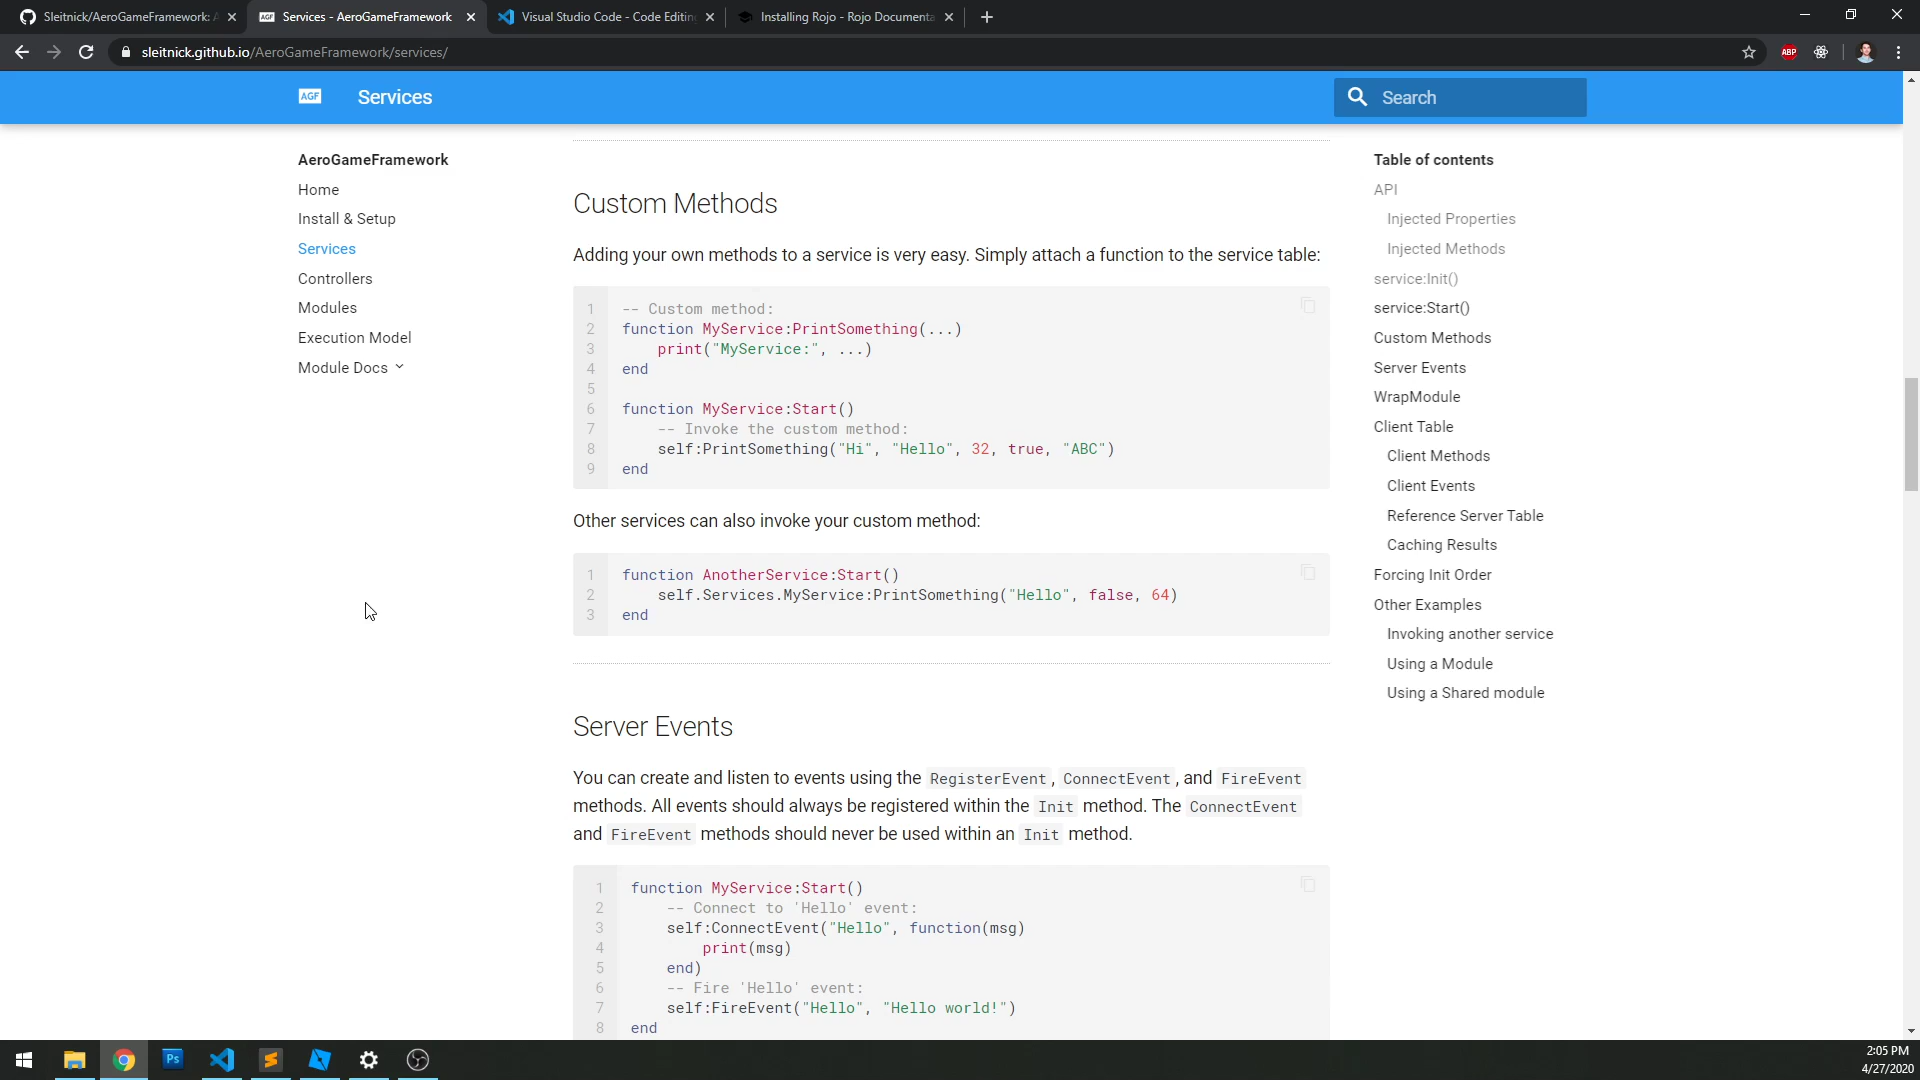 Sleitnick/AeroGameFramework: A
Services - AeroGameFramework
Visual Studio Code - Code Editin
Installing Rojo - Rojo Documenta
sleitnick.github.io/AeroGameFramework/services/
ABP
AGF
Services
Search
AeroGameFramework
Home
Install & Setup
Services
Controllers
Modules
Execution Model
Module Docs
Custom Methods
Adding your own methods to a service is very easy. Simply attach a function to the service table:
1 -- Custom method:
2 function MyService:PrintSomething(...)
3     print("MyService:", ...)
4 end
5
6 function MyService:Start()
7     -- Invoke the custom method:
8     self:PrintSomething("Hi", "Hello", 32, true, "ABC")
9 end
Other services can also invoke your custom method:
1 function AnotherService:Start()
2     self.Services.MyService:PrintSomething("Hello", false, 64)
3 end
Server Events
You can create and listen to events using the RegisterEvent, ConnectEvent, and FireEvent
methods. All events should always be registered within the Init method. The ConnectEvent
and FireEvent methods should never be used within an Init method.
1 function MyService:Start()
2     -- Connect to 'Hello' event:
3     self:ConnectEvent("Hello", function(msg)
4         print(msg)
5     end)
6     -- Fire 'Hello' event:
7     self:FireEvent("Hello", "Hello world!")
8 end
Table of contents
API
Injected Properties
Injected Methods
service:Init()
service:Start()
Custom Methods
Server Events
WrapModule
Client Table
Client Methods
Client Events
Reference Server Table
Caching Results
Forcing Init Order
Other Examples
Invoking another service
Using a Module
Using a Shared module
Ps
2:05 PM
4/27/2020